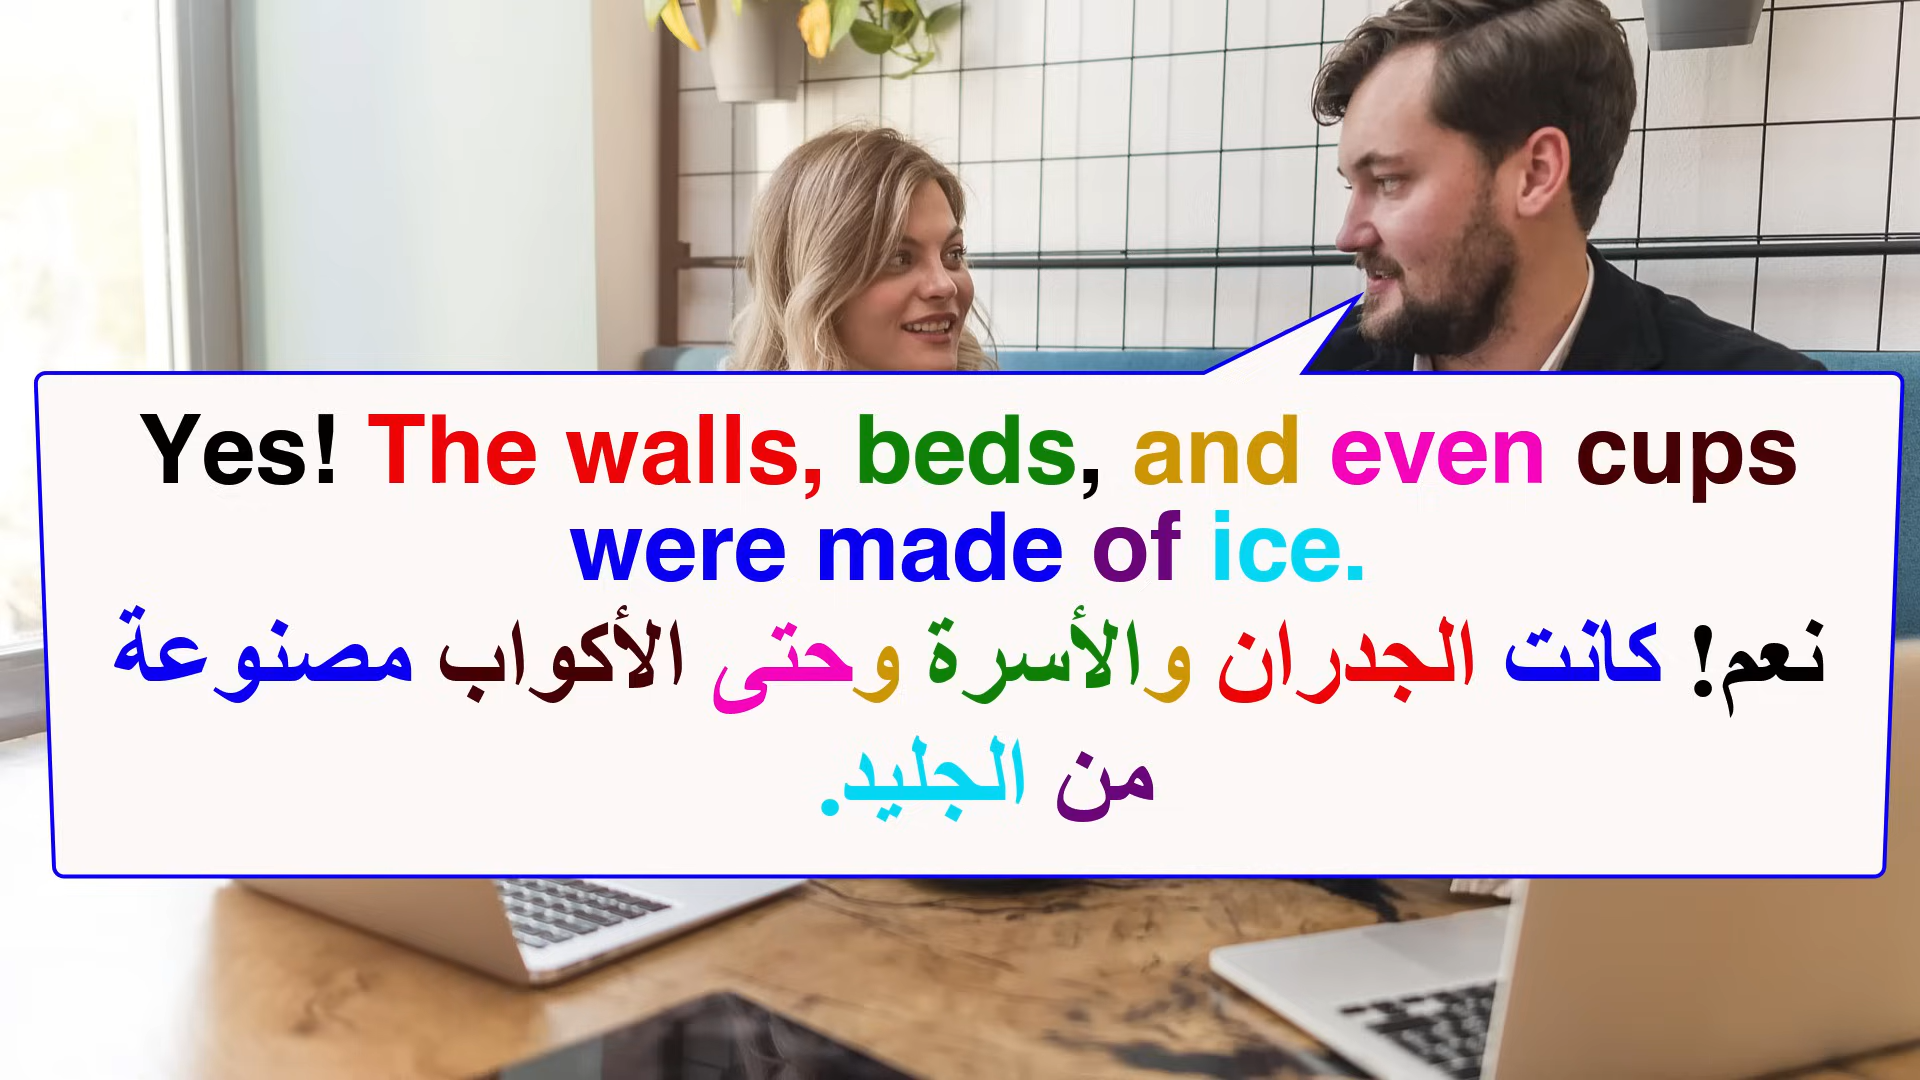 Yes! The walls, beds, and even cups
were made of ice.
نعم! كانت الجدران والأسرة وحتى الأكواب مصنوعة
من الجليد.